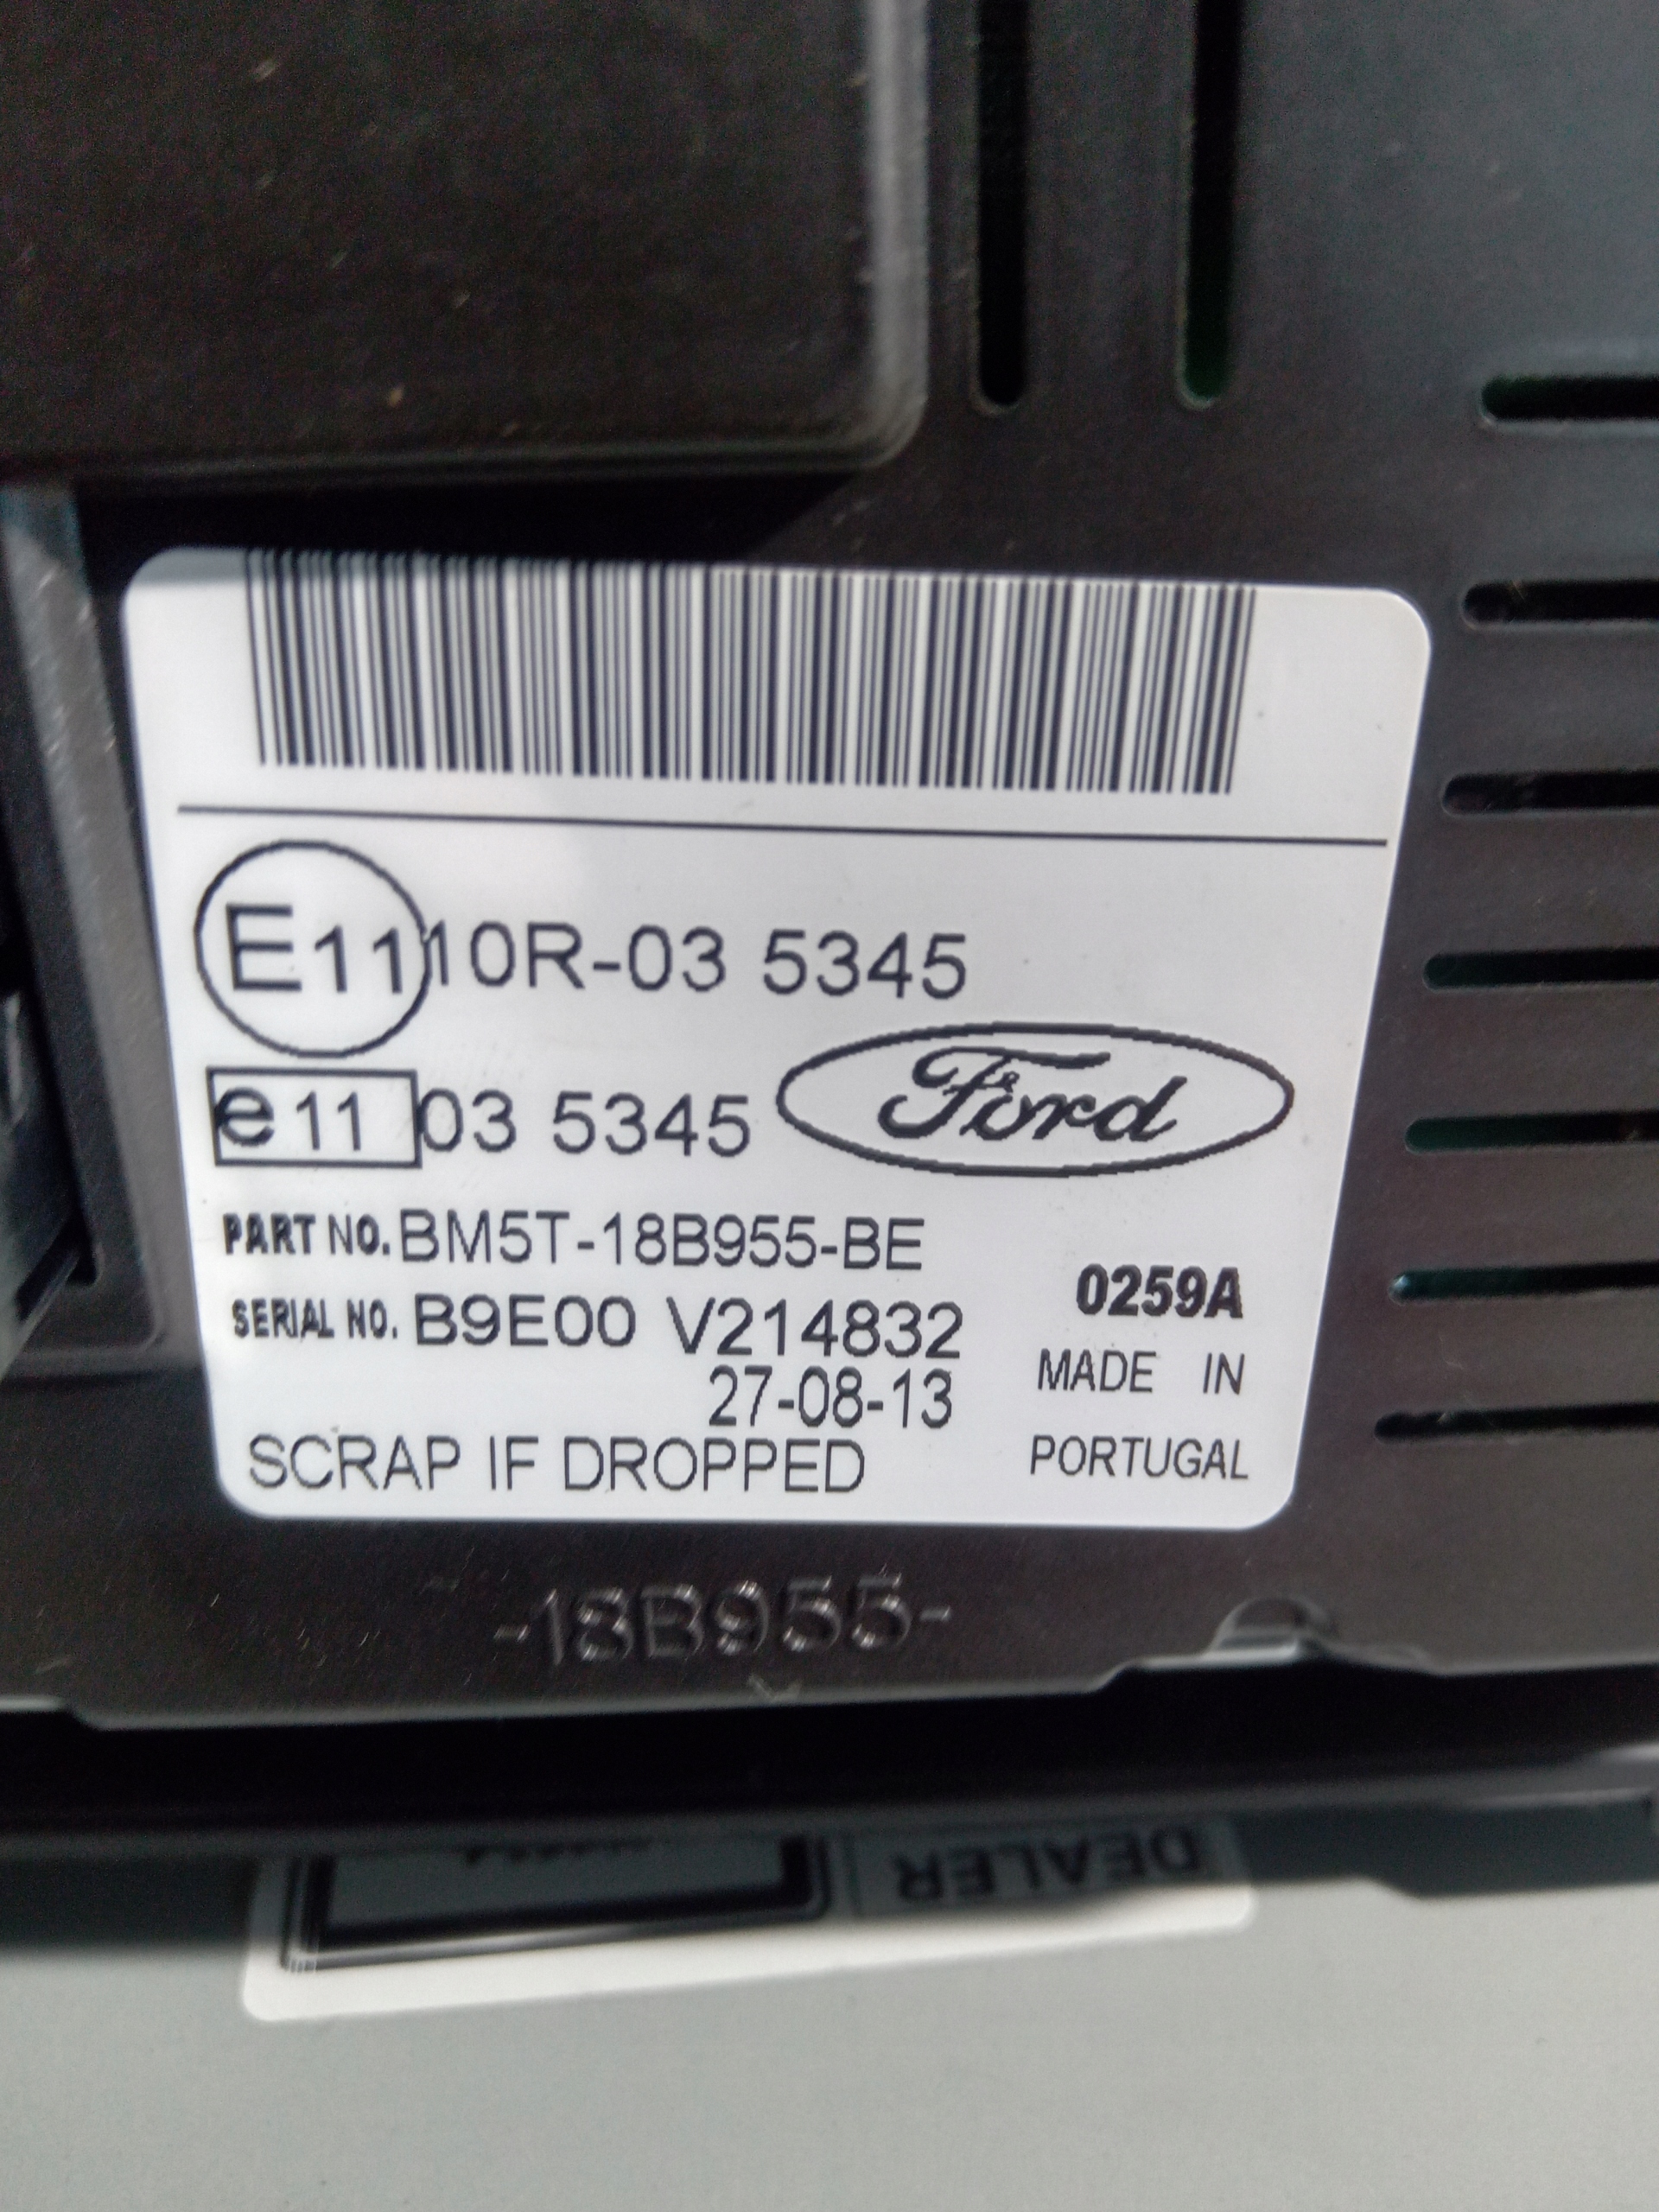 E11 10R-03 5345
e11 03 5345 Ford
PART NO. BM5T-18B955-BE
0259A
SERIAL NO. B9E00 V214832
27-08-13
MADE IN
SCRAP IF DROPPED
PORTUGAL
-18B955-
DEALER